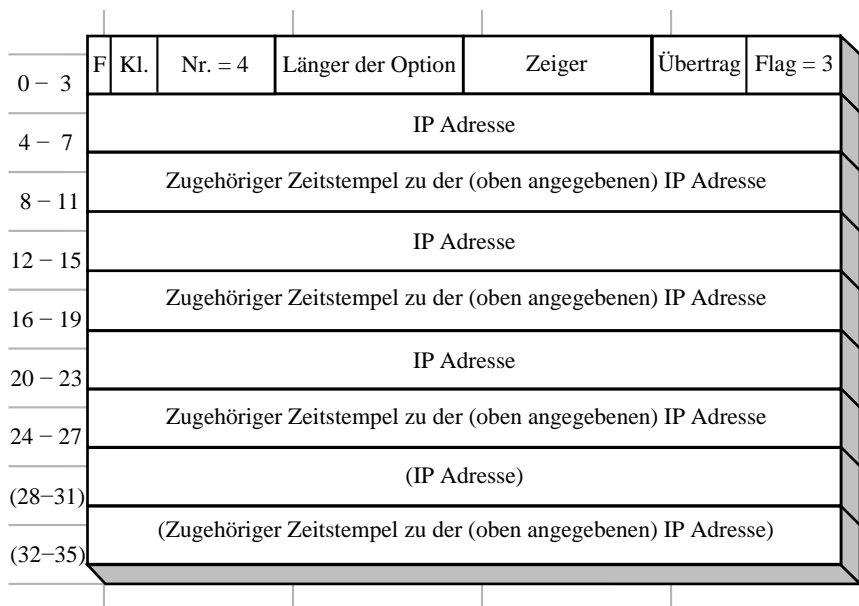 F Kl. Nr. = 4 Länger der Option Zeiger Übertrag Flag = 3
0 − 3
IP Adresse
4 − 7
Zugehöriger Zeitstempel zu der (oben angegebenen) IP Adresse
8 − 11
IP Adresse
12 − 15
Zugehöriger Zeitstempel zu der (oben angegebenen) IP Adresse
16 − 19
IP Adresse
20 − 23
Zugehöriger Zeitstempel zu der (oben angegebenen) IP Adresse
24 − 27
(IP Adresse)
(28−31)
(Zugehöriger Zeitstempel zu der (oben angegebenen) IP Adresse)
(32−35)